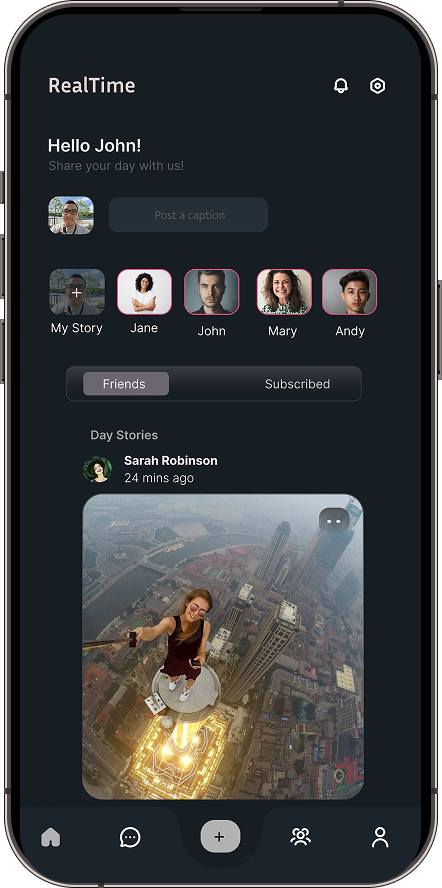 RealTime
Hello John!
Share your day with us!
Post a caption
My Story
Jane
John
Mary
Andy
Friends
Subscribed
Day Stories
Sarah Robinson
24 mins ago